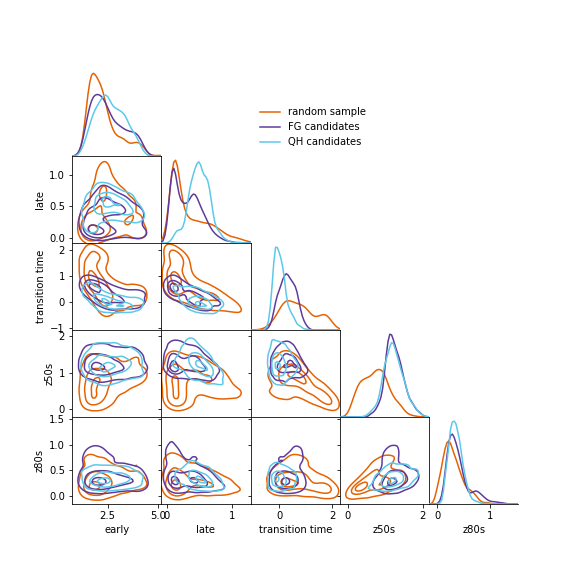 random sample
FG candidates
QH candidates
1.0
0.5
0.0
late
2
1
0
−1
transition time
2
1
0
z50s
1.5
1.0
0.5
0.0
z80s
2.5 5.0 0 1 0 2 0 2 0 1
early late transition time z50s z80s